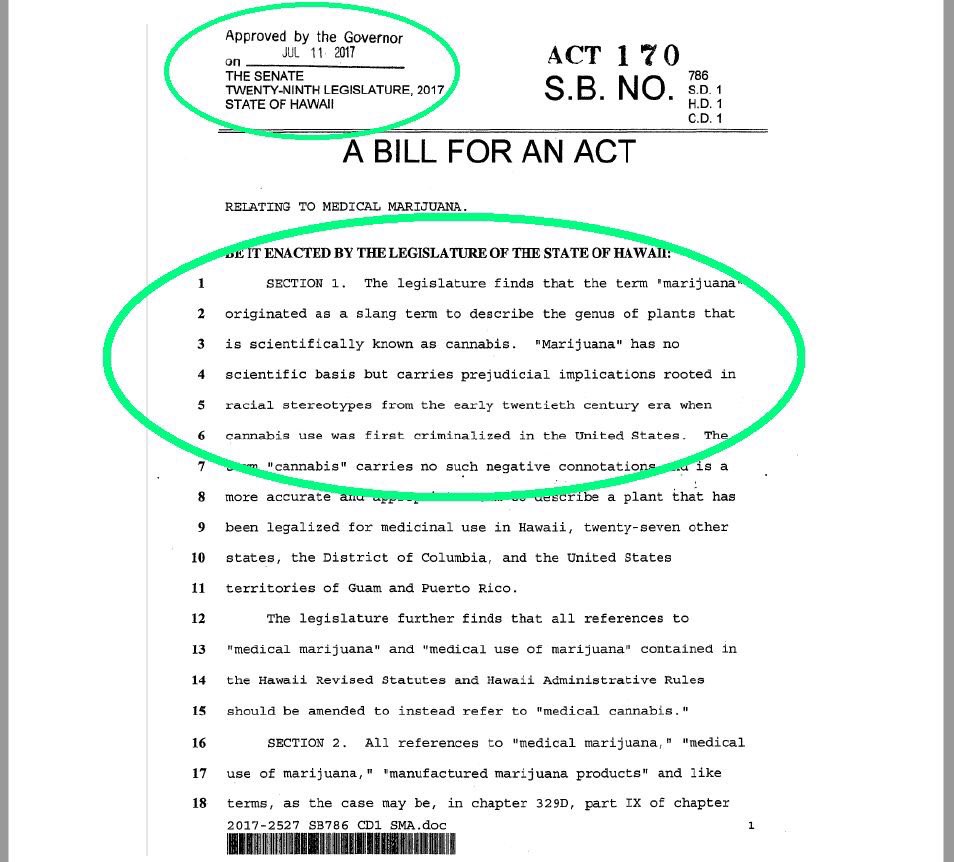 Approved by the Governor
JUL 11 2017
on
THE SENATE
TWENTY-NINTH LEGISLATURE, 2017
STATE OF HAWAII
ACT 170
S.B. NO. 786
S.D. 1
H.D. 1
C.D. 1
A BILL FOR AN ACT
RELATING TO MEDICAL MARIJUANA.
BE IT ENACTED BY THE LEGISLATURE OF THE STATE OF HAWAII:
1 SECTION 1. The legislature finds that the term "marijuana"
2 originated as a slang term to describe the genus of plants that
3 is scientifically known as cannabis. "Marijuana" has no
4 scientific basis but carries prejudicial implications rooted in
5 racial stereotypes from the early twentieth century era when
6 cannabis use was first criminalized in the United States. The
7 "cannabis" carries no such negative connotations and is a
8 more accurate and to describe a plant that has
9 been legalized for medicinal use in Hawaii, twenty-seven other
10 states, the District of Columbia, and the United States
11 territories of Guam and Puerto Rico.
12 The legislature further finds that all references to
13 "medical marijuana" and "medical use of marijuana" contained in
14 the Hawaii Revised Statutes and Hawaii Administrative Rules
15 should be amended to instead refer to "medical cannabis."
16 SECTION 2. All references to "medical marijuana," "medical
17 use of marijuana," "manufactured marijuana products" and like
18 terms, as the case may be, in chapter 329D, part IX of chapter
2017-2527 SB786 CD1 SMA.doc 1